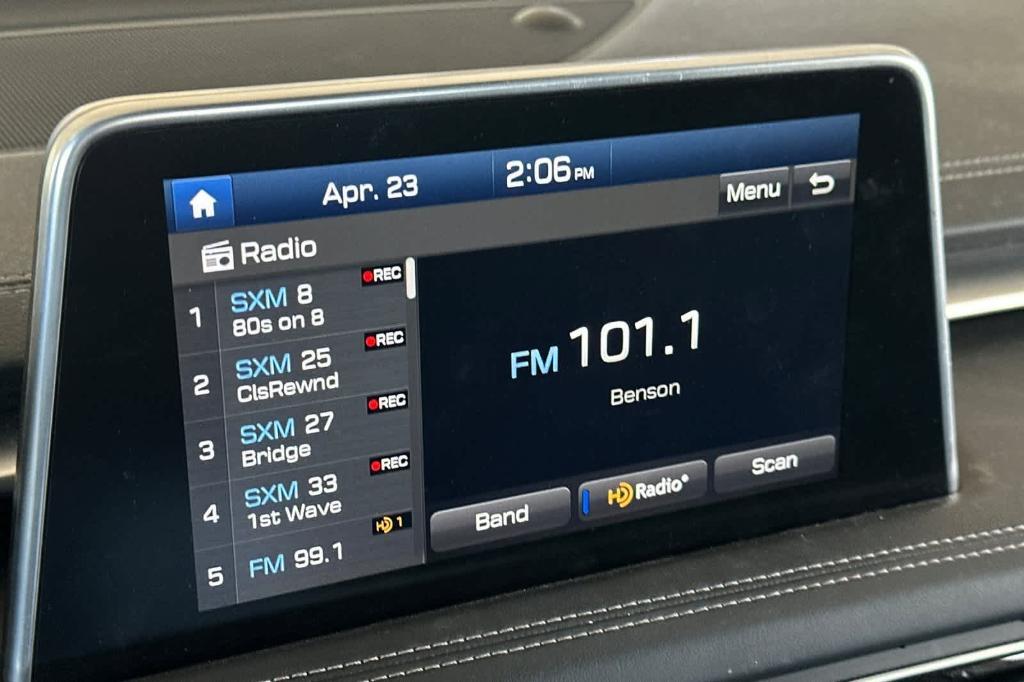 Apr. 23
2:06 PM
Menu
Radio
1
SXM 8
REC
80s on 8
2
SXM 25
REC
ClsRewnd
3
SXM 27
REC
Bridge
4
SXM 33
REC
1st Wave
5
FM 99.1
HD 1
FM 101.1
Benson
Band
HD Radio®
Scan